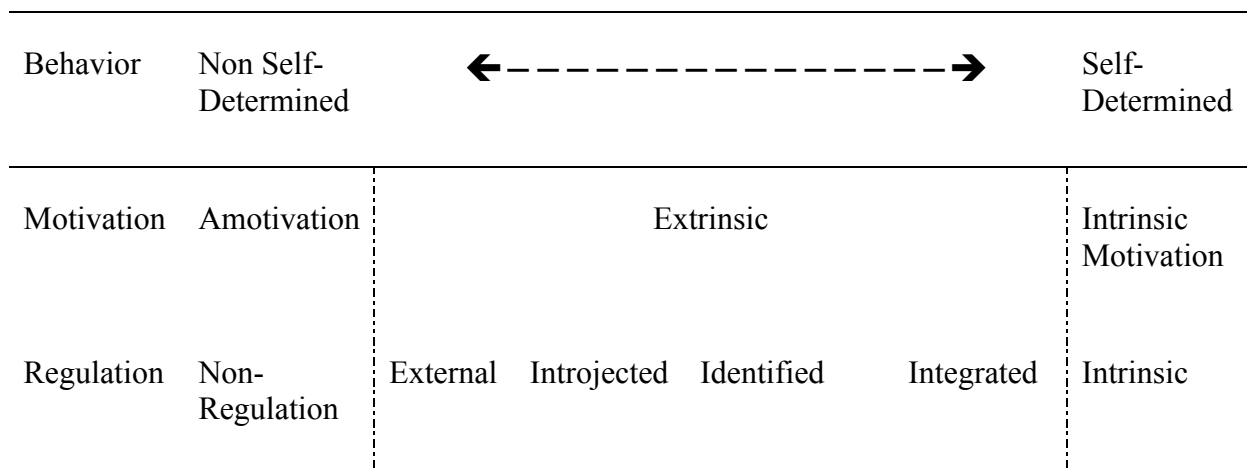 Behavior Non Self- Self-
Determined Determined
Motivation Amotivation Extrinsic Intrinsic
Motivation
Regulation Non- External Introjected Identified Integrated Intrinsic
Regulation